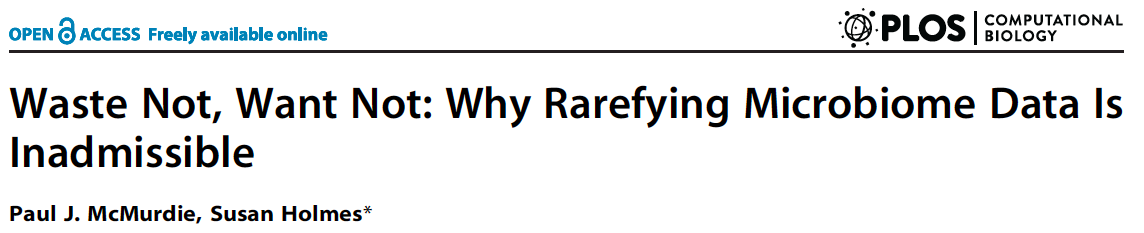 OPEN ACCESS Freely available online
PLOS COMPUTATIONAL
BIOLOGY
Waste Not, Want Not: Why Rarefying Microbiome Data Is
Inadmissible
Paul J. McMurdie, Susan Holmes*